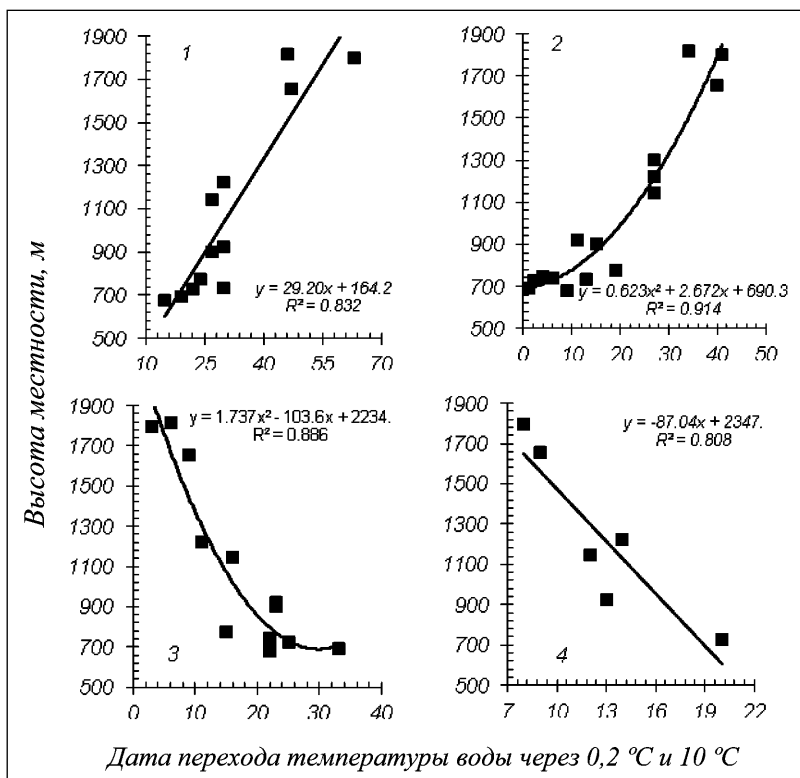 Высота местности, м
1900
1700
1500
1300
1100
900
700
500
10 25 40 55 70
1
y = 29.20x + 164.2
R² = 0.832
1900
1700
1500
1300
1100
900
700
500
0 10 20 30 40 50
2
y = 0.623x² + 2.672x + 690.3
R² = 0.914
1900
1700
1500
1300
1100
900
700
500
0 10 20 30 40
3
y = 1.737x² - 103.6x + 2234.
R² = 0.886
1900
1700
1500
1300
1100
900
700
500
7 10 13 16 19 22
4
y = -87.04x + 2347.
R² = 0.808
Дата перехода температуры воды через 0,2 ºС и 10 ºС